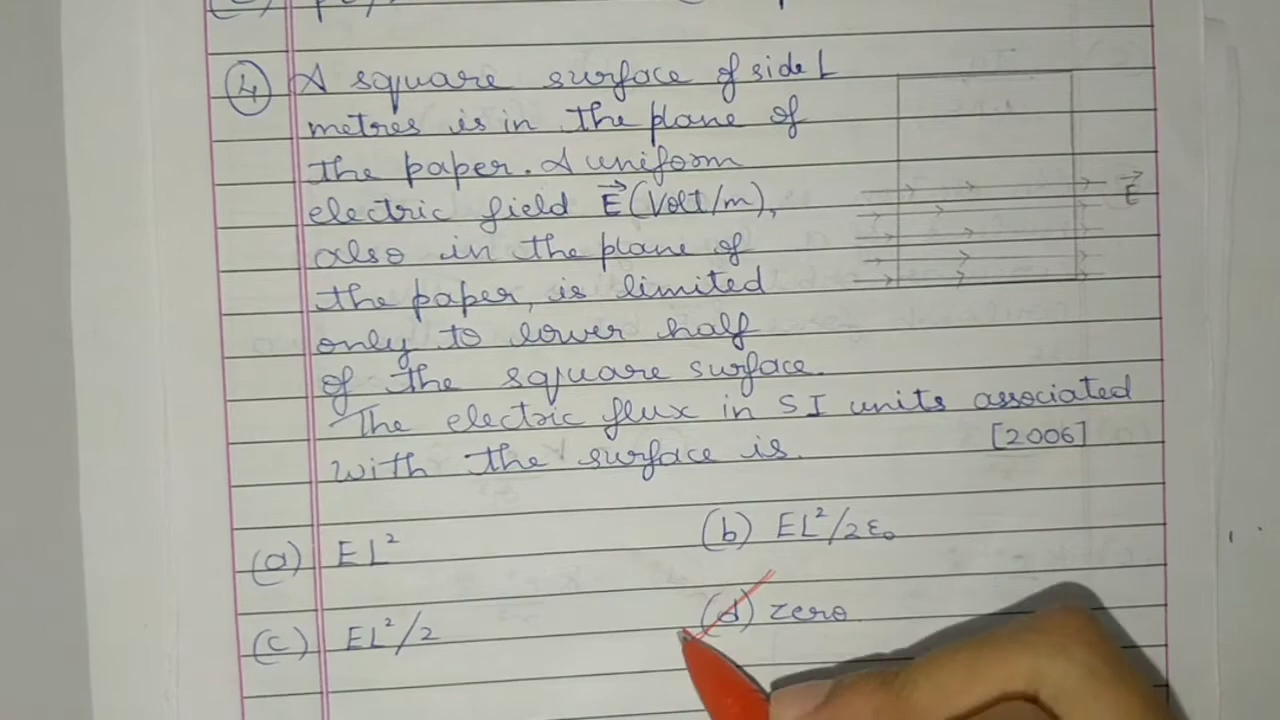 (4) A square surface of side L
metres is in the plane of
the paper. A uniform
electric field E⃗ (Volt/m),
also in the plane of
the paper, is limited
only to lower half
of the square surface.
The electric flux in SI units associated
with the surface is.
[2006]
E⃗
(a) EL²
(b) EL²/2ε₀
(c) EL²/2
(d) zero